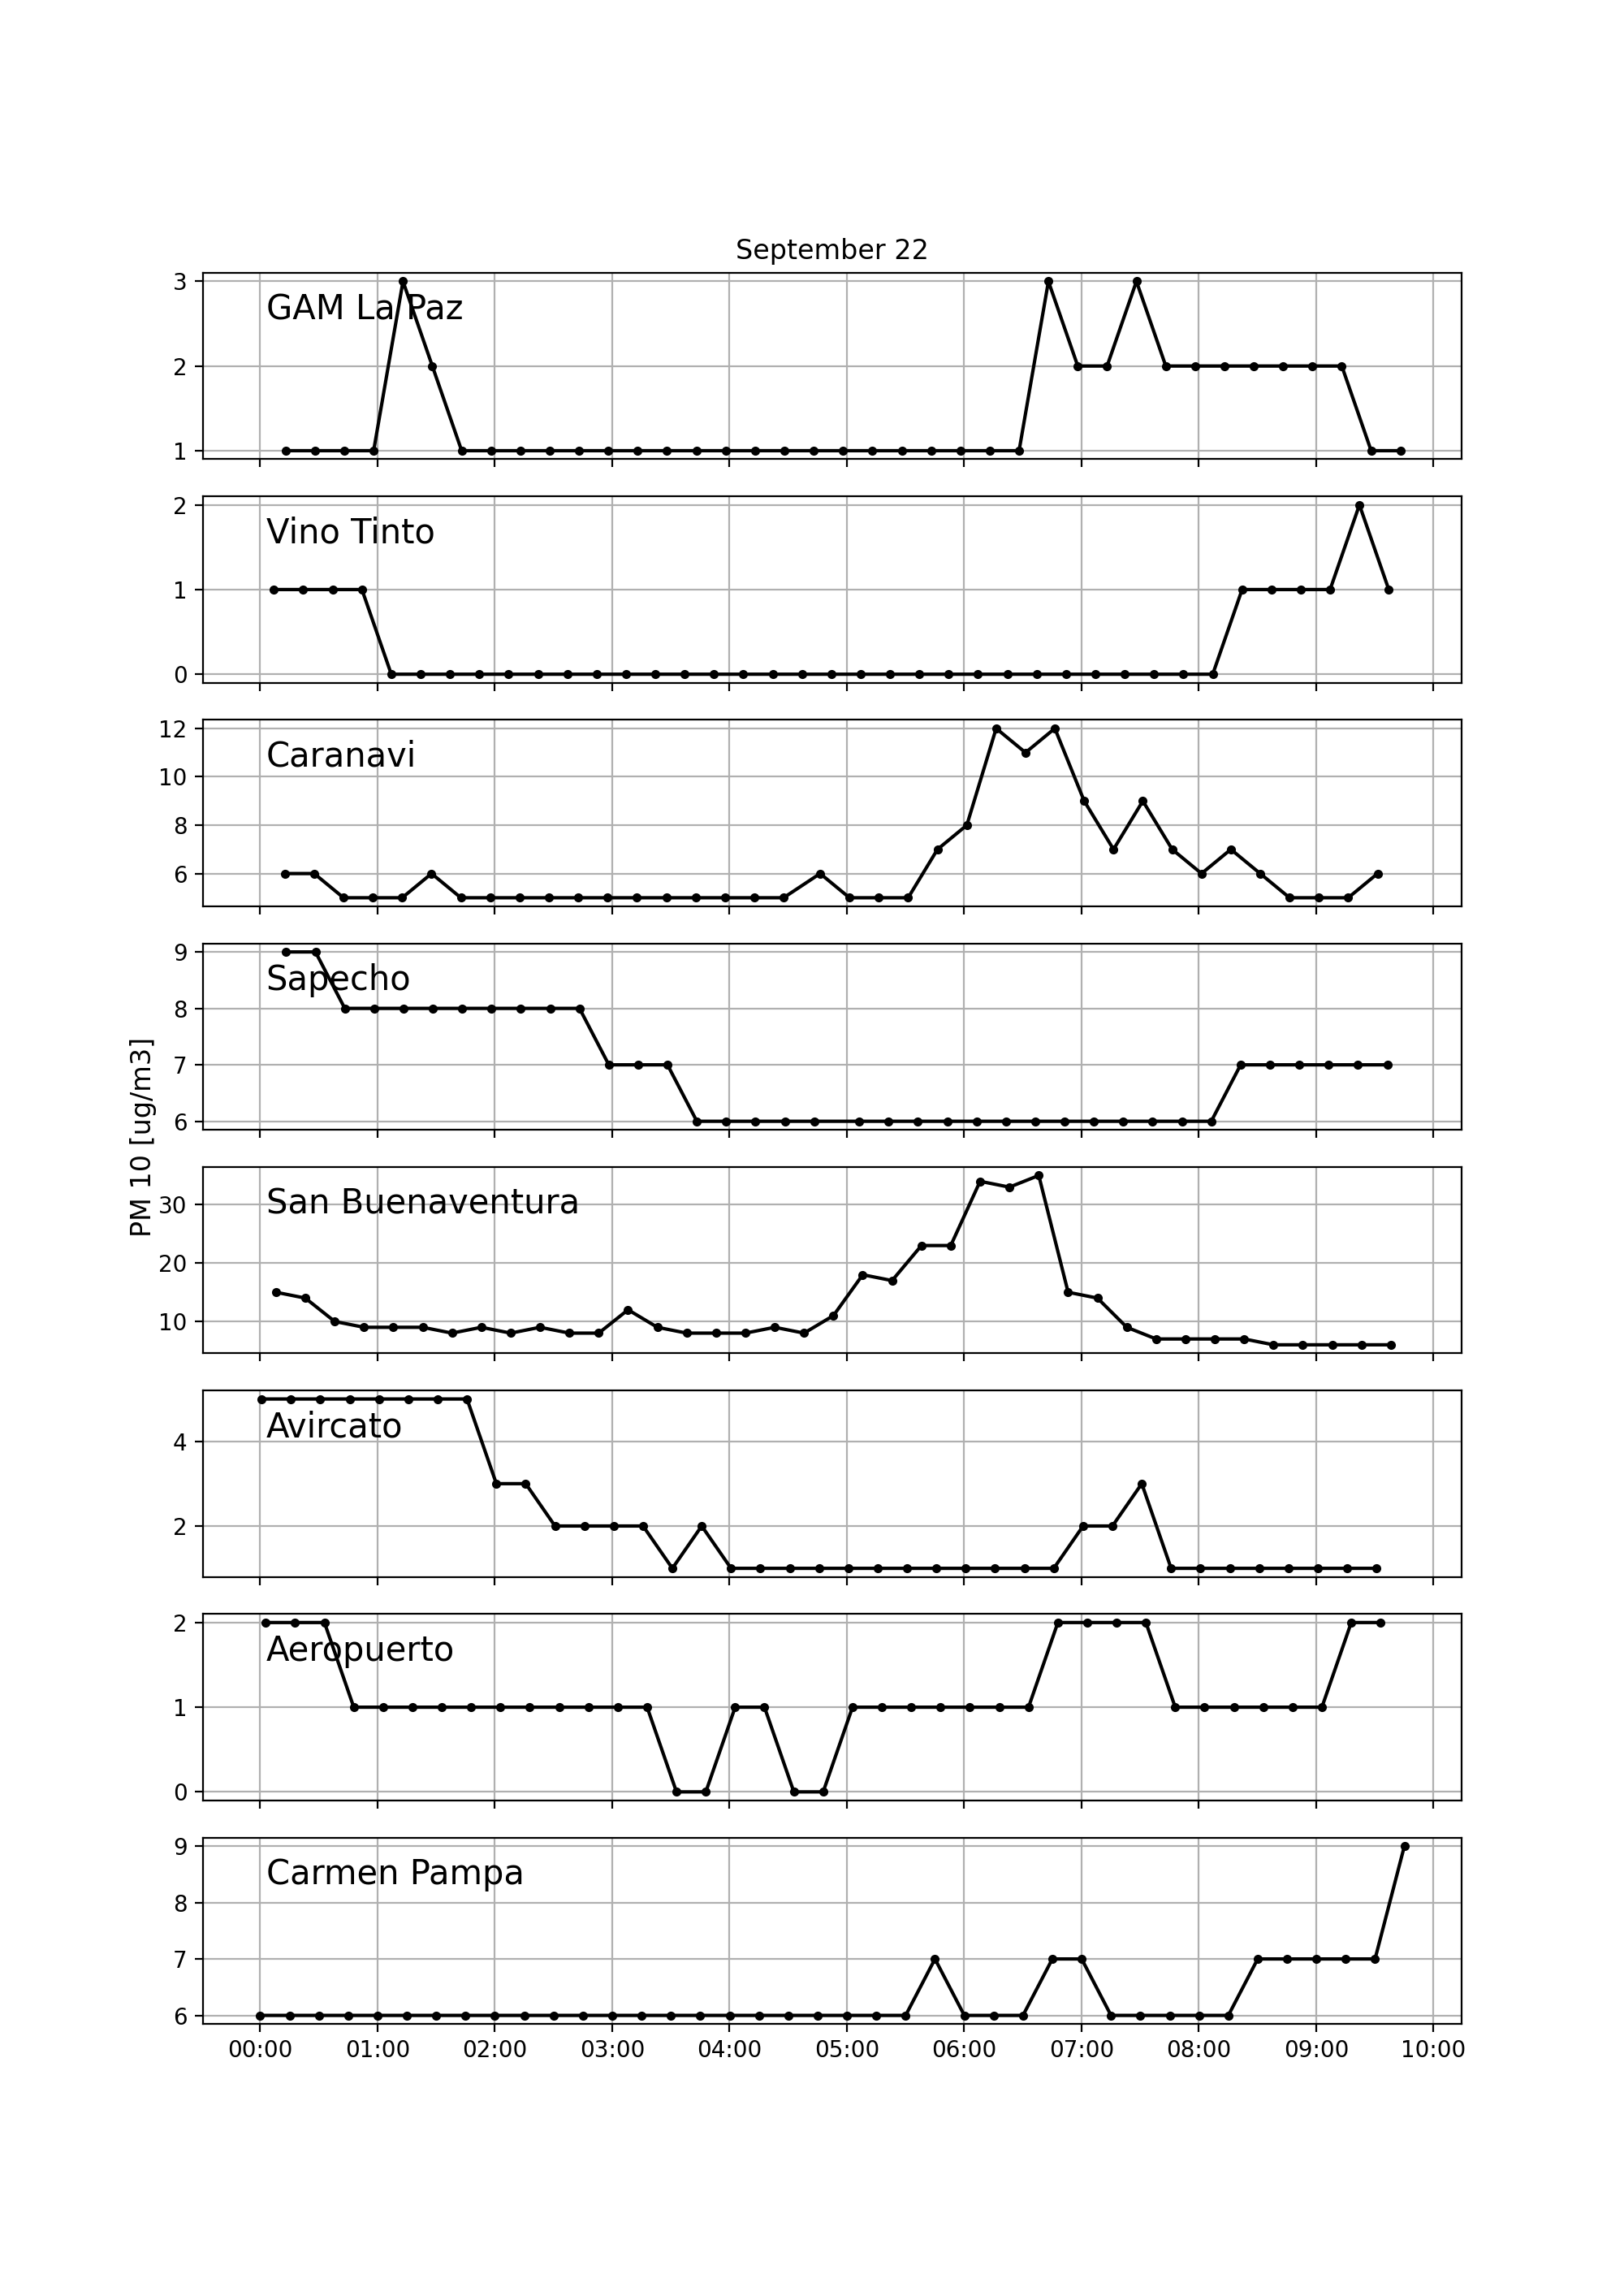 September 22
3
GAM La Paz
2
1
2
Vino Tinto
1
0
12
Caranavi
10
8
6
9
Sapecho
8
7
6
PM 10 [ug/m3]
San Buenaventura
30
20
10
Avircato
4
2
2
Aeropuerto
1
0
9
Carmen Pampa
8
7
6
00:00 01:00 02:00 03:00 04:00 05:00 06:00 07:00 08:00 09:00 10:00